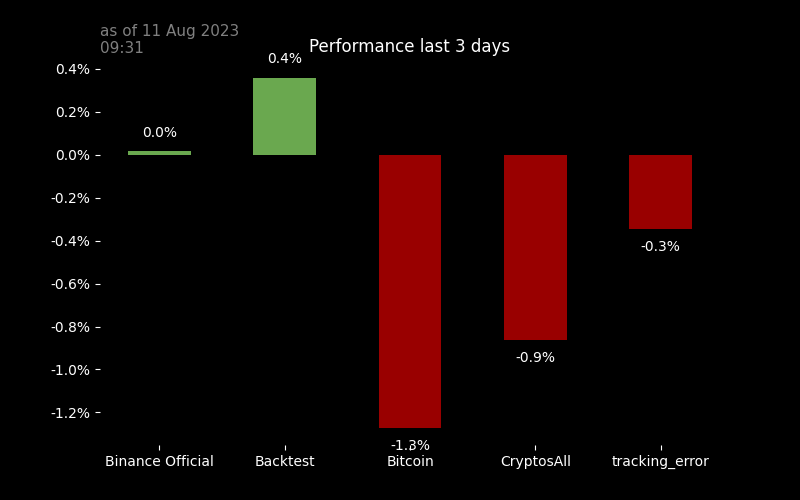 as of 11 Aug 2023
09:31
Performance last 3 days
0.4%
0.2%
0.0%
-0.2%
-0.4%
-0.6%
-0.8%
-1.0%
-1.2%
0.0%
0.4%
-1.3%
-0.9%
-0.3%
Binance Official
Backtest
Bitcoin
CryptosAll
tracking_error